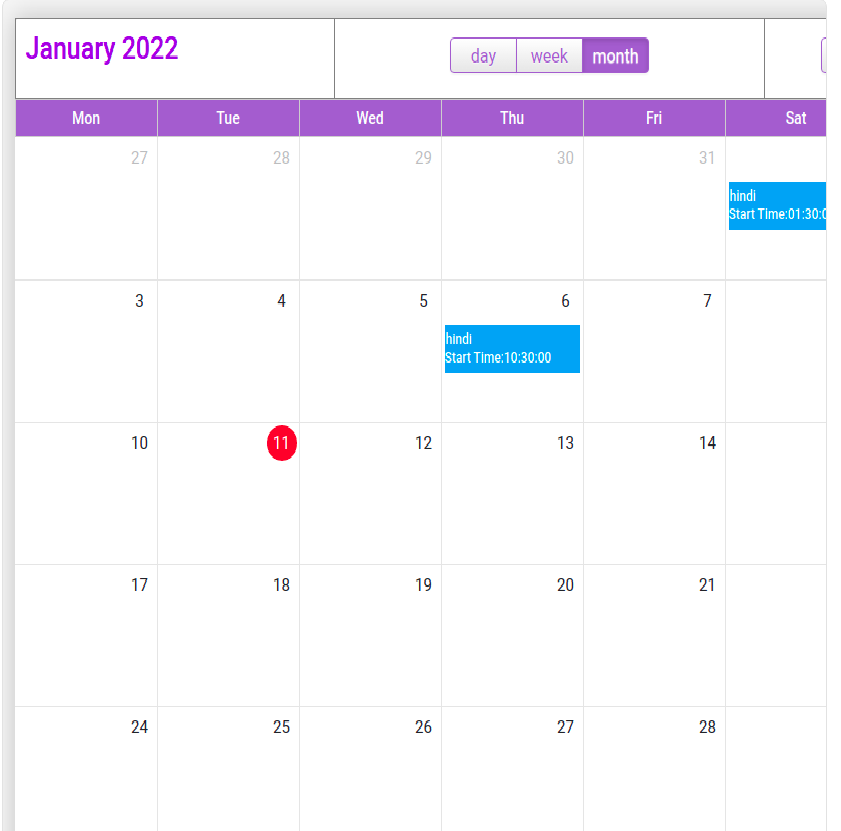 January 2022
day week month
Mon Tue Wed Thu Fri Sat
27 28 29 30 31
hindi
Start Time:01:30:0
3 4 5 6 7
hindi
Start Time:10:30:00
10 11 12 13 14
17 18 19 20 21
24 25 26 27 28